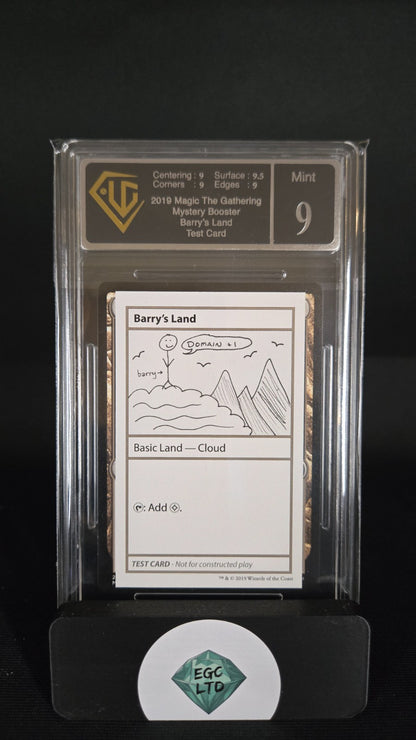 UG
Centering : 9 Surface : 9.5
Corners : 9 Edges : 9
2019 Magic The Gathering
Mystery Booster
Barry's Land
Test Card
Mint
9
Barry's Land
DOMAIN +1
barry→
Basic Land — Cloud
: Add .
TEST CARD - Not for constructed play
™ & © 2019 Wizards of the Coast
EGC
LTD